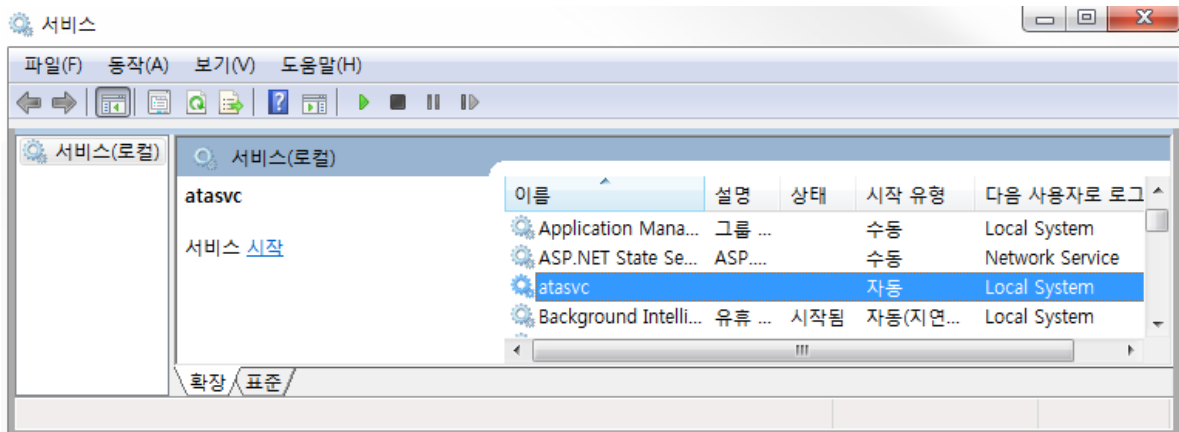 서비스
파일(F) 동작(A) 보기(V) 도움말(H)
서비스(로컬)
서비스(로컬)
atasvc
서비스 시작
이름 설명 상태 시작 유형 다음 사용자로 로그
Application Mana... 그룹 ... 수동 Local System
ASP.NET State Se... ASP.... 수동 Network Service
atasvc 자동 Local System
Background Intelli... 유휴 ... 시작됨 자동(지연... Local System
확장 표준